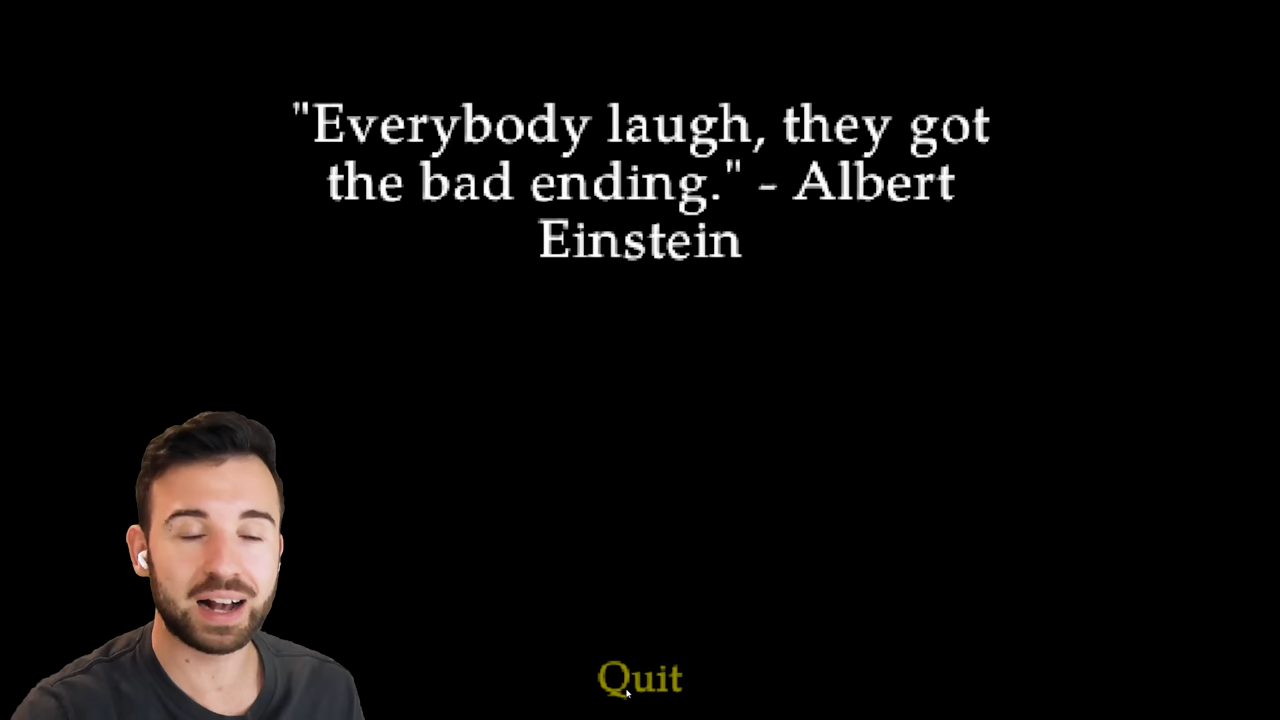 "Everybody laugh, they got
the bad ending." - Albert
Einstein
Quit